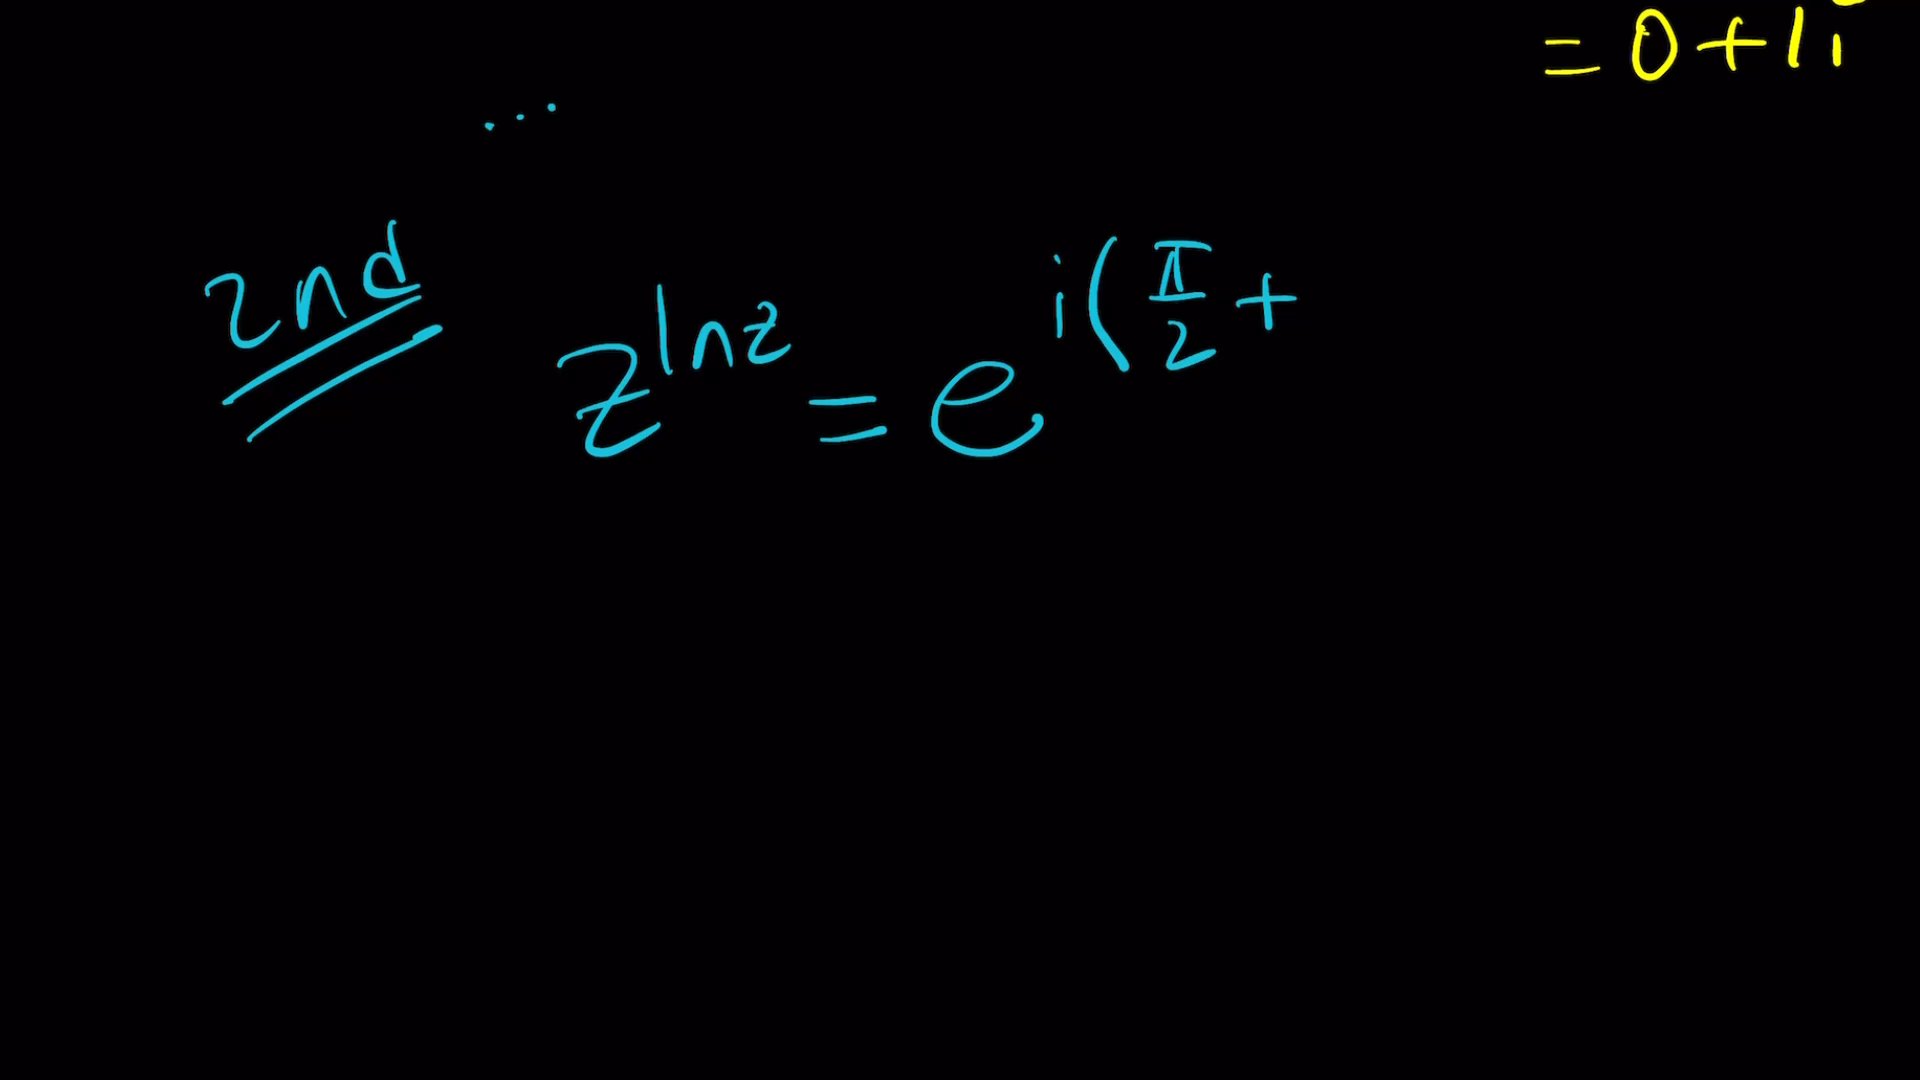 = 0 + 1i
...
2nd
z^{ln z} = e^{i(π/2 +